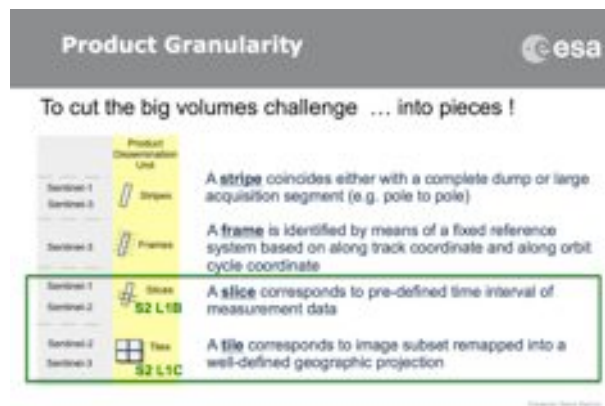 Product Granularity
esa
To cut the big volumes challenge … into pieces !
Product
Dissemination
Unit
Sentinel-1
Sentinel-3
Stripes
A stripe coincides either with a complete dump or large
acquisition segment (e.g. pole to pole)
Sentinel-3
Frames
A frame is identified by means of a fixed reference
system based on along track coordinate and along orbit
cycle coordinate
Sentinel-1
Sentinel-2
Slices
S2 L1B
A slice corresponds to pre-defined time interval of
measurement data
Sentinel-2
Sentinel-3
Tiles
S2 L1C
A tile corresponds to image subset remapped into a
well-defined geographic projection